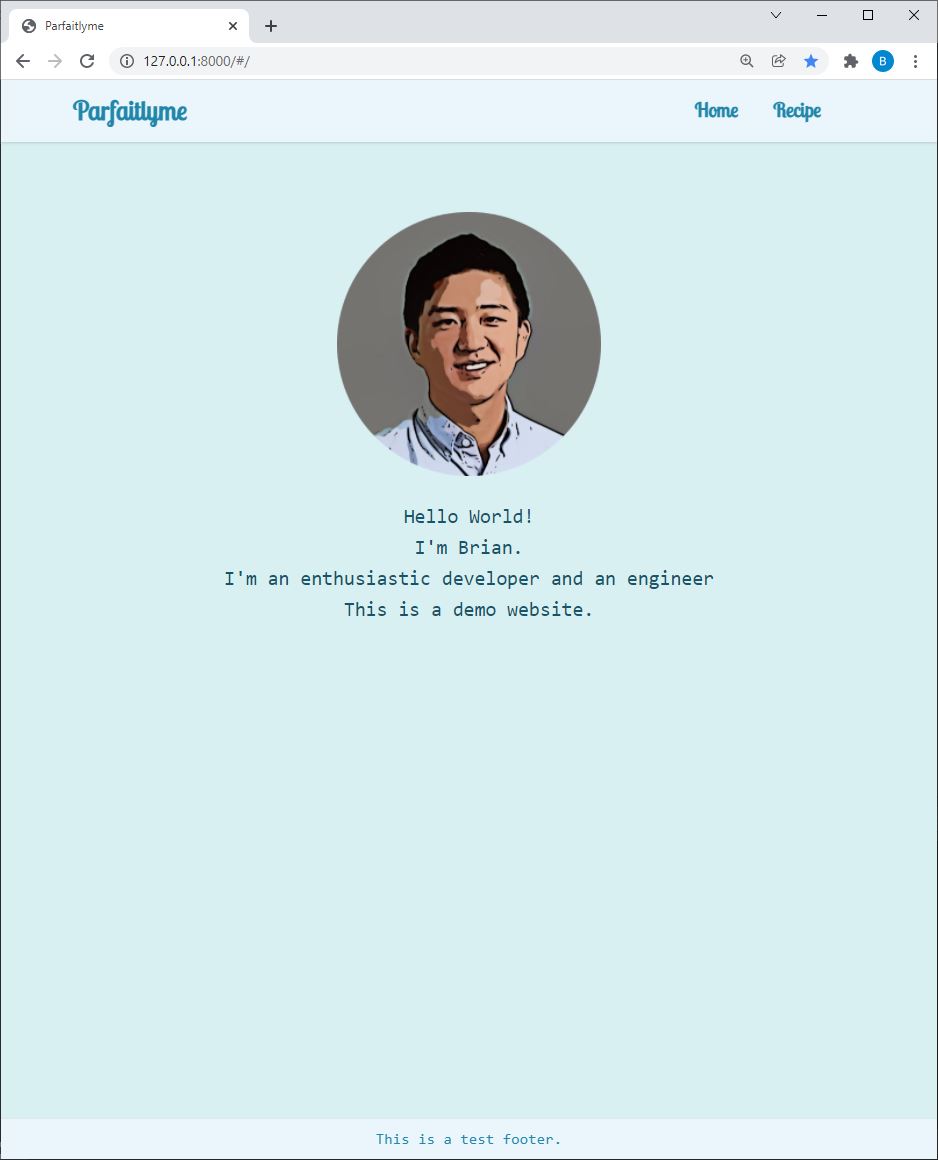 Parfaitlyme
127.0.0.1:8000/#/
B
Parfaitlyme
Home
Recipe
Hello World!
I'm Brian.
I'm an enthusiastic developer and an engineer
This is a demo website.
This is a test footer.